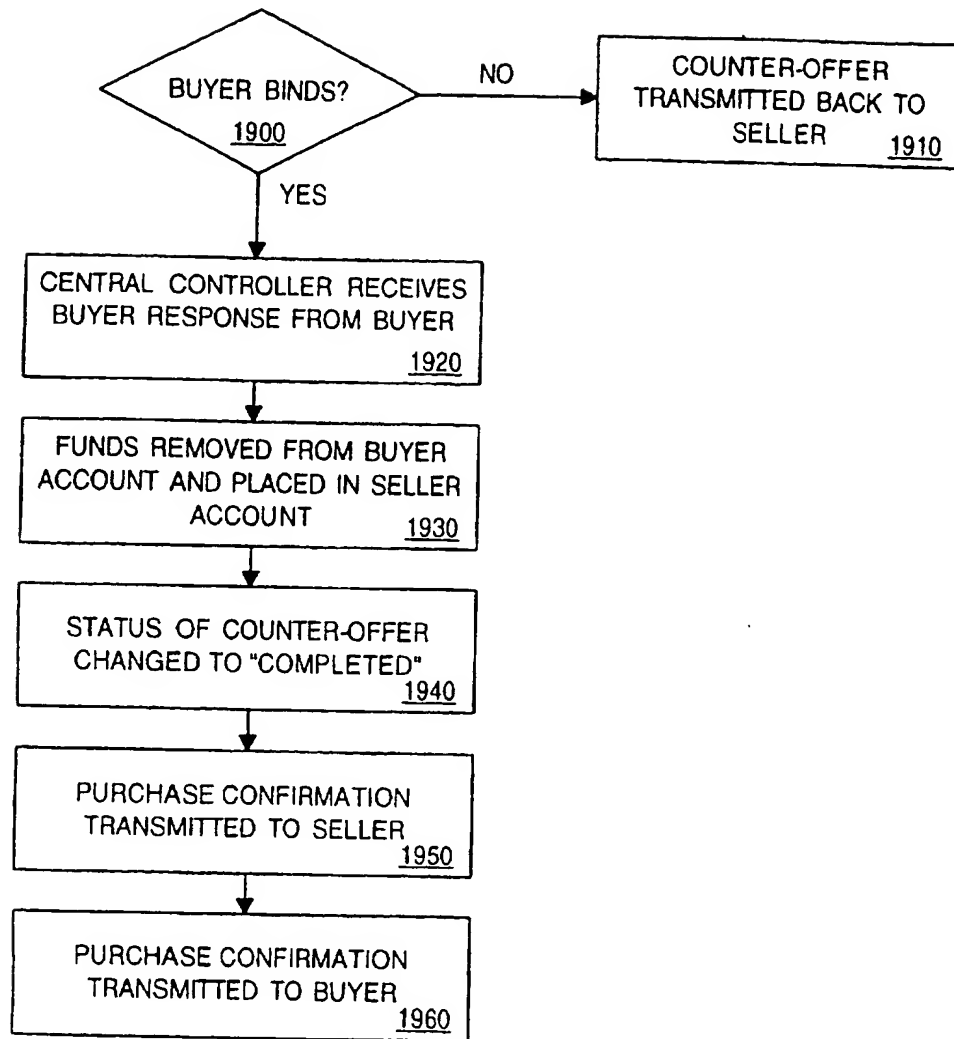 BUYER BINDS?
1900
NO
COUNTER-OFFER
TRANSMITTED BACK TO
SELLER
1910
YES
CENTRAL CONTROLLER RECEIVES
BUYER RESPONSE FROM BUYER
1920
FUNDS REMOVED FROM BUYER
ACCOUNT AND PLACED IN SELLER
ACCOUNT
1930
STATUS OF COUNTER-OFFER
CHANGED TO "COMPLETED"
1940
PURCHASE CONFIRMATION
TRANSMITTED TO SELLER
1950
PURCHASE CONFIRMATION
TRANSMITTED TO BUYER
1960